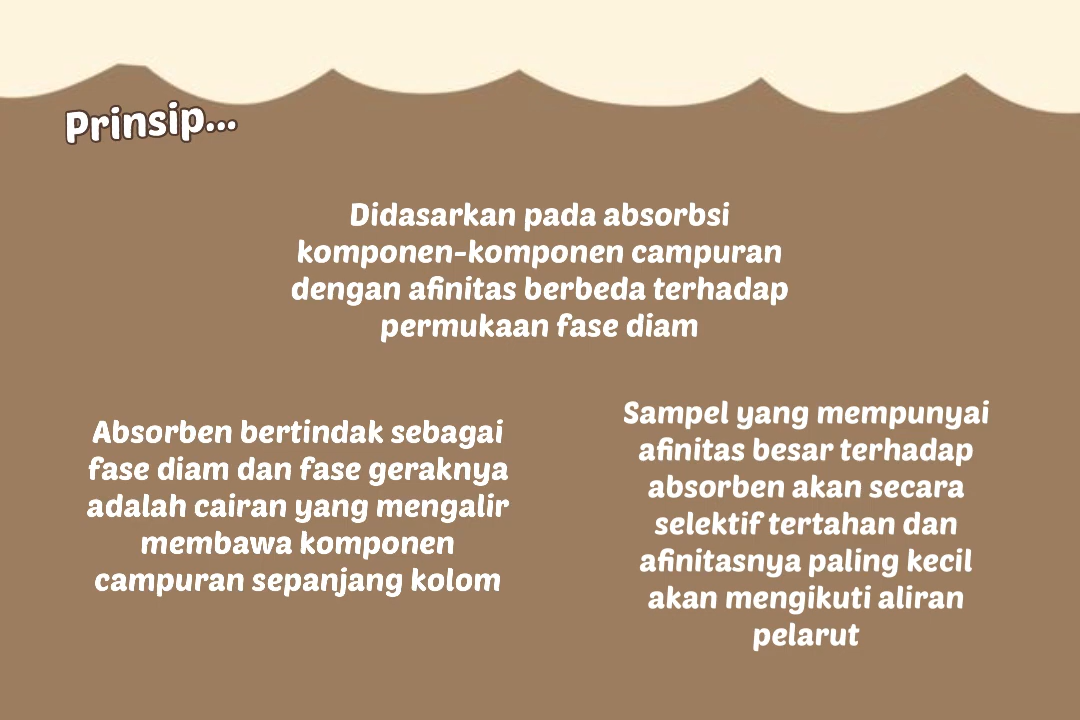 Prinsip...
Didasarkan pada absorbsi
komponen-komponen campuran
dengan afinitas berbeda terhadap
permukaan fase diam
Absorben bertindak sebagai
fase diam dan fase geraknya
adalah cairan yang mengalir
membawa komponen
campuran sepanjang kolom
Sampel yang mempunyai
afinitas besar terhadap
absorben akan secara
selektif tertahan dan
afinitasnya paling kecil
akan mengikuti aliran
pelarut